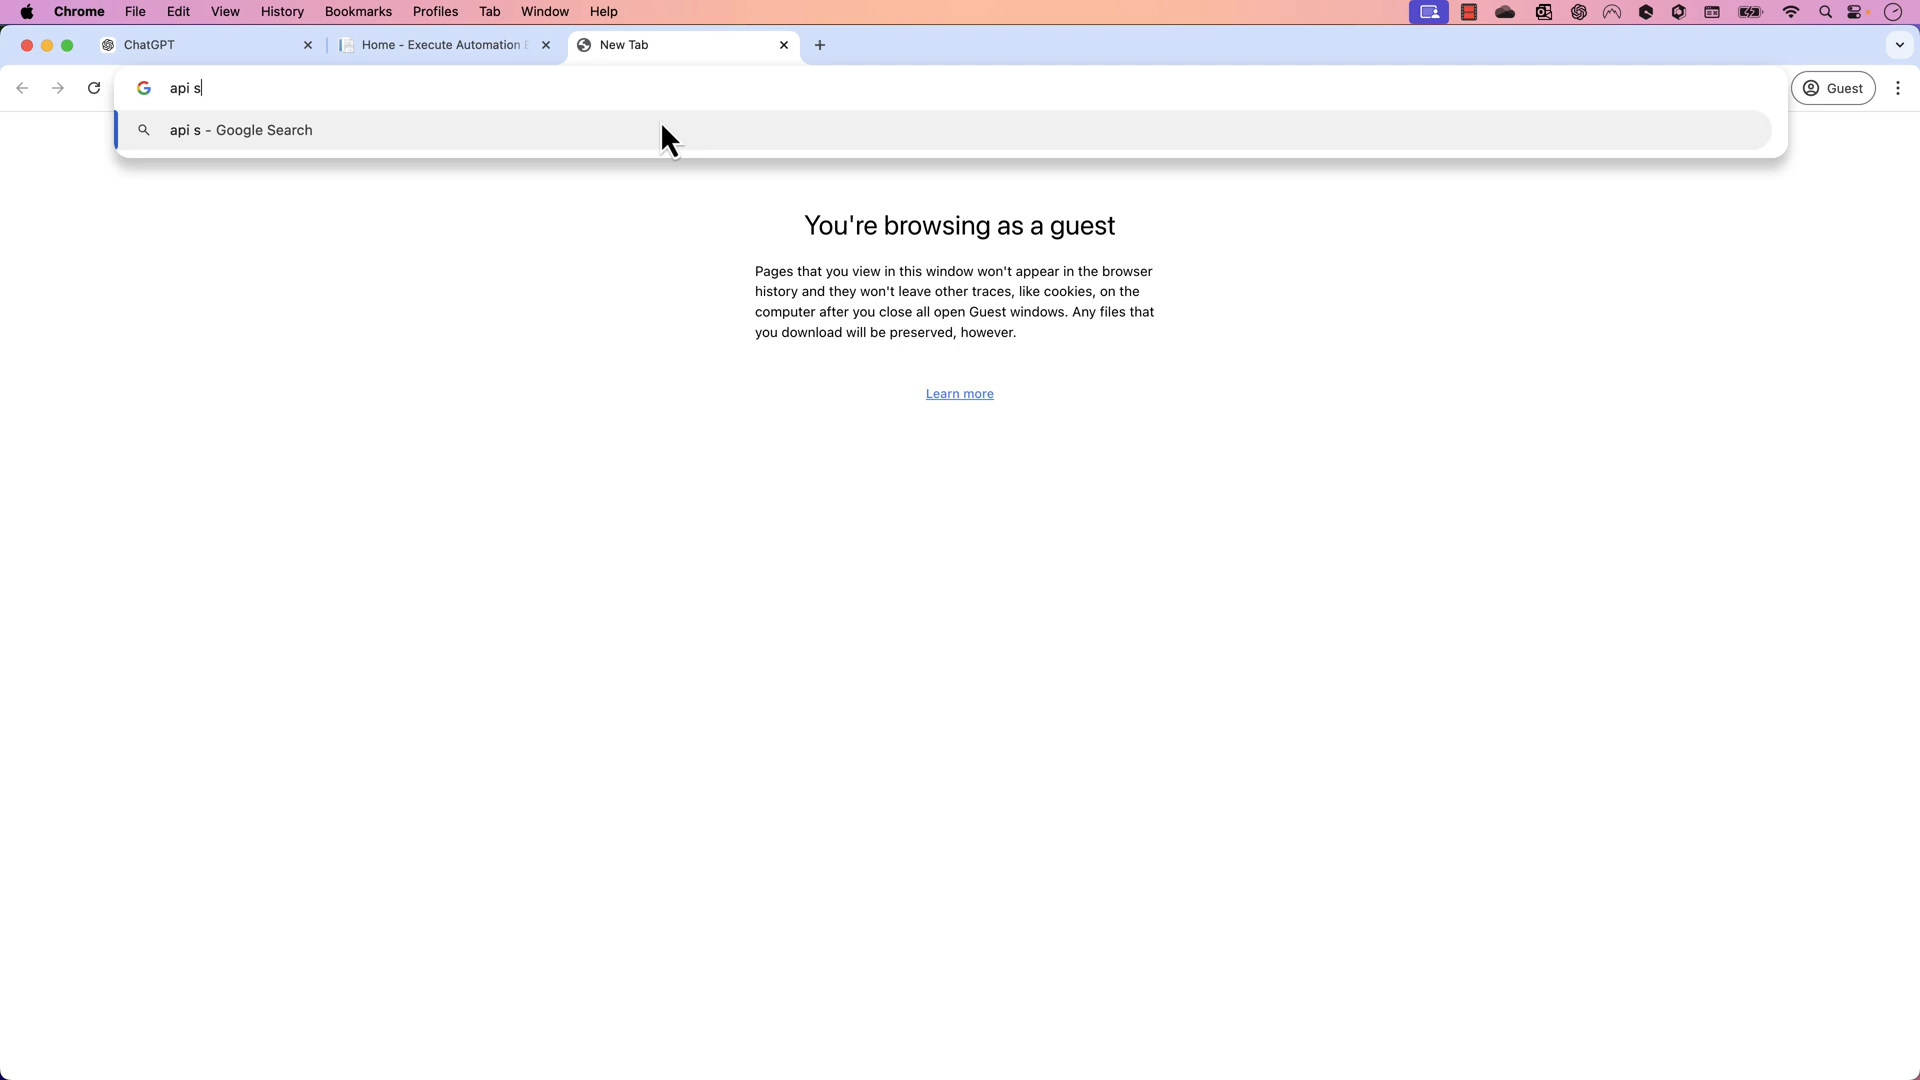 Chrome File Edit View History Bookmarks Profiles Tab Window Help
ChatGPT
Home - Execute Automation
New Tab
api s
Guest
api s - Google Search
You're browsing as a guest
Pages that you view in this window won't appear in the browser
history and they won't leave other traces, like cookies, on the
computer after you close all open Guest windows. Any files that
you download will be preserved, however.
Learn more